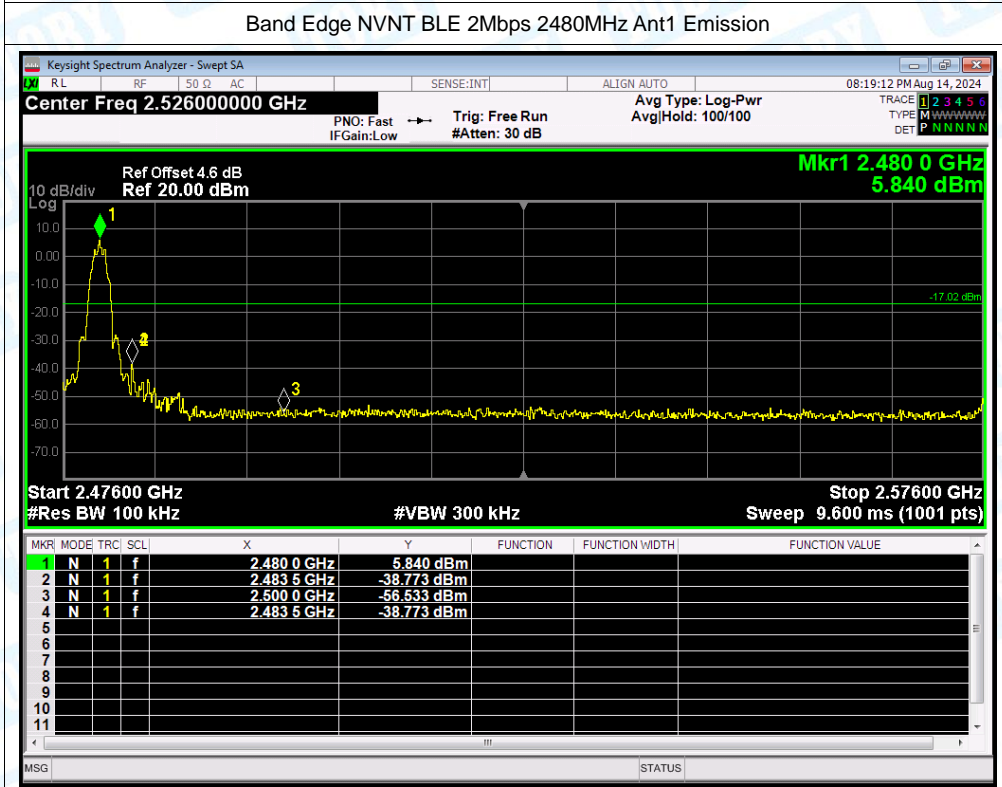 Band Edge NVNT BLE 2Mbps 2480MHz Ant1 Emission
Keysight Spectrum Analyzer - Swept SA
LXI RL RF 50 Ω AC SENSE:INT ALIGN AUTO 08:19:12 PM Aug 14, 2024
Center Freq 2.526000000 GHz Avg Type: Log-Pwr TRACE 1 2 3 4 5 6
PNO: Fast Trig: Free Run Avg|Hold: 100/100 TYPE M WWWWW
IFGain:Low #Atten: 30 dB DET P N N N N N
Mkr1 2.480 0 GHz
5.840 dBm
Ref Offset 4.6 dB
10 dB/div Ref 20.00 dBm
Log
1
10.0
0.00
-10.0
-17.02 dBm
-20.0
-30.0
2
4
-40.0
3
-50.0
-60.0
-70.0
Start 2.47600 GHz Stop 2.57600 GHz
#Res BW 100 kHz #VBW 300 kHz Sweep 9.600 ms (1001 pts)
MKR MODE TRC SCL X Y FUNCTION FUNCTION WIDTH FUNCTION VALUE
1 N 1 f 2.480 0 GHz 5.840 dBm
2 N 1 f 2.483 5 GHz -38.773 dBm
3 N 1 f 2.500 0 GHz -56.533 dBm
4 N 1 f 2.483 5 GHz -38.773 dBm
5
6
7
8
9
10
11
MSG STATUS